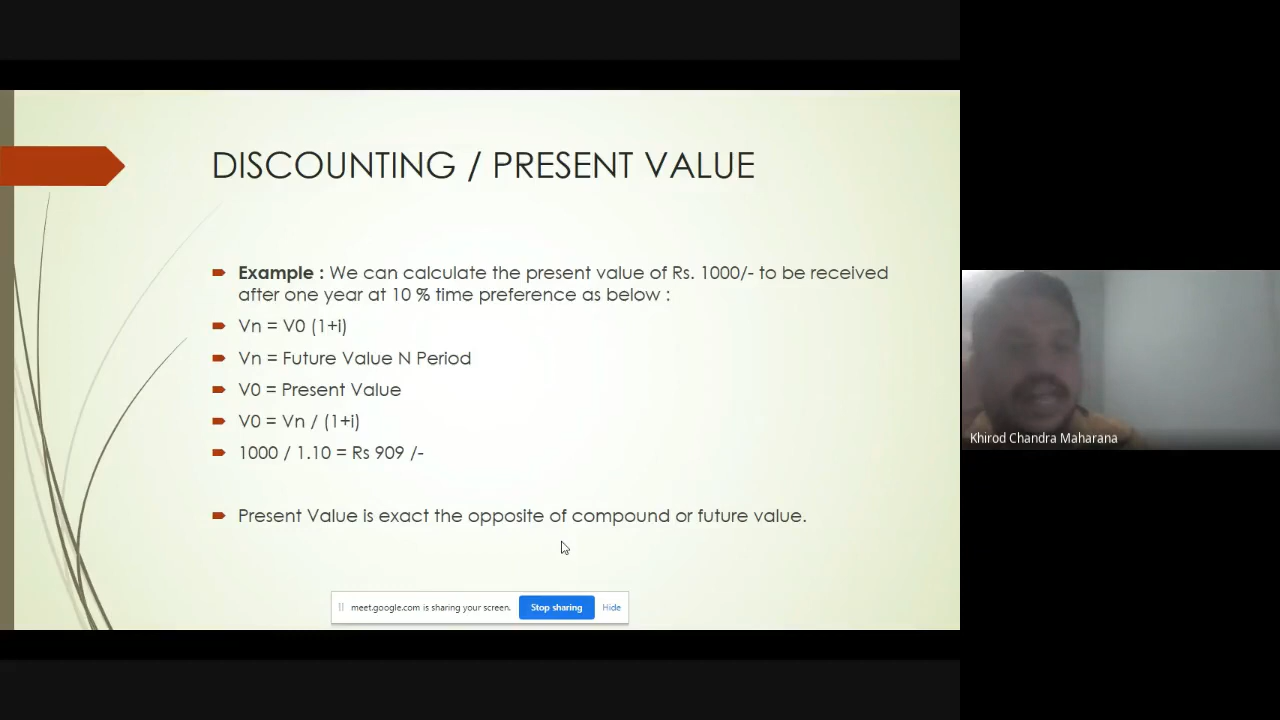 DISCOUNTING / PRESENT VALUE
Example : We can calculate the present value of Rs. 1000/- to be received
after one year at 10 % time preference as below :
Vn = V0 (1+i)
Vn = Future Value N Period
V0 = Present Value
V0 = Vn / (1+i)
1000 / 1.10 = Rs 909 /-
Present Value is exact the opposite of compound or future value.
meet.google.com is sharing your screen. Stop sharing Hide
Khirod Chandra Maharana